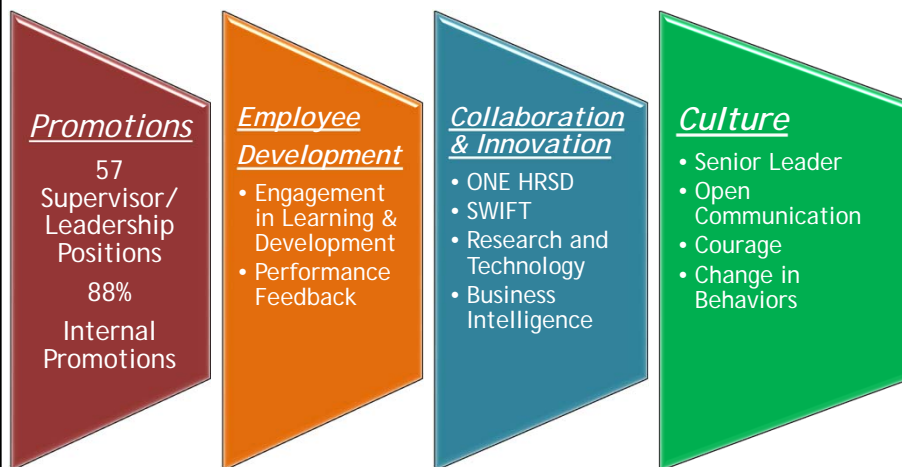 Promotions
57
Supervisor/
Leadership
Positions
88%
Internal
Promotions
Employee
Development
• Engagement
in Learning &
Development
• Performance
Feedback
Collaboration
& Innovation
• ONE HRSD
• SWIFT
• Research and
Technology
• Business
Intelligence
Culture
• Senior Leader
• Open
Communication
• Courage
• Change in
Behaviors